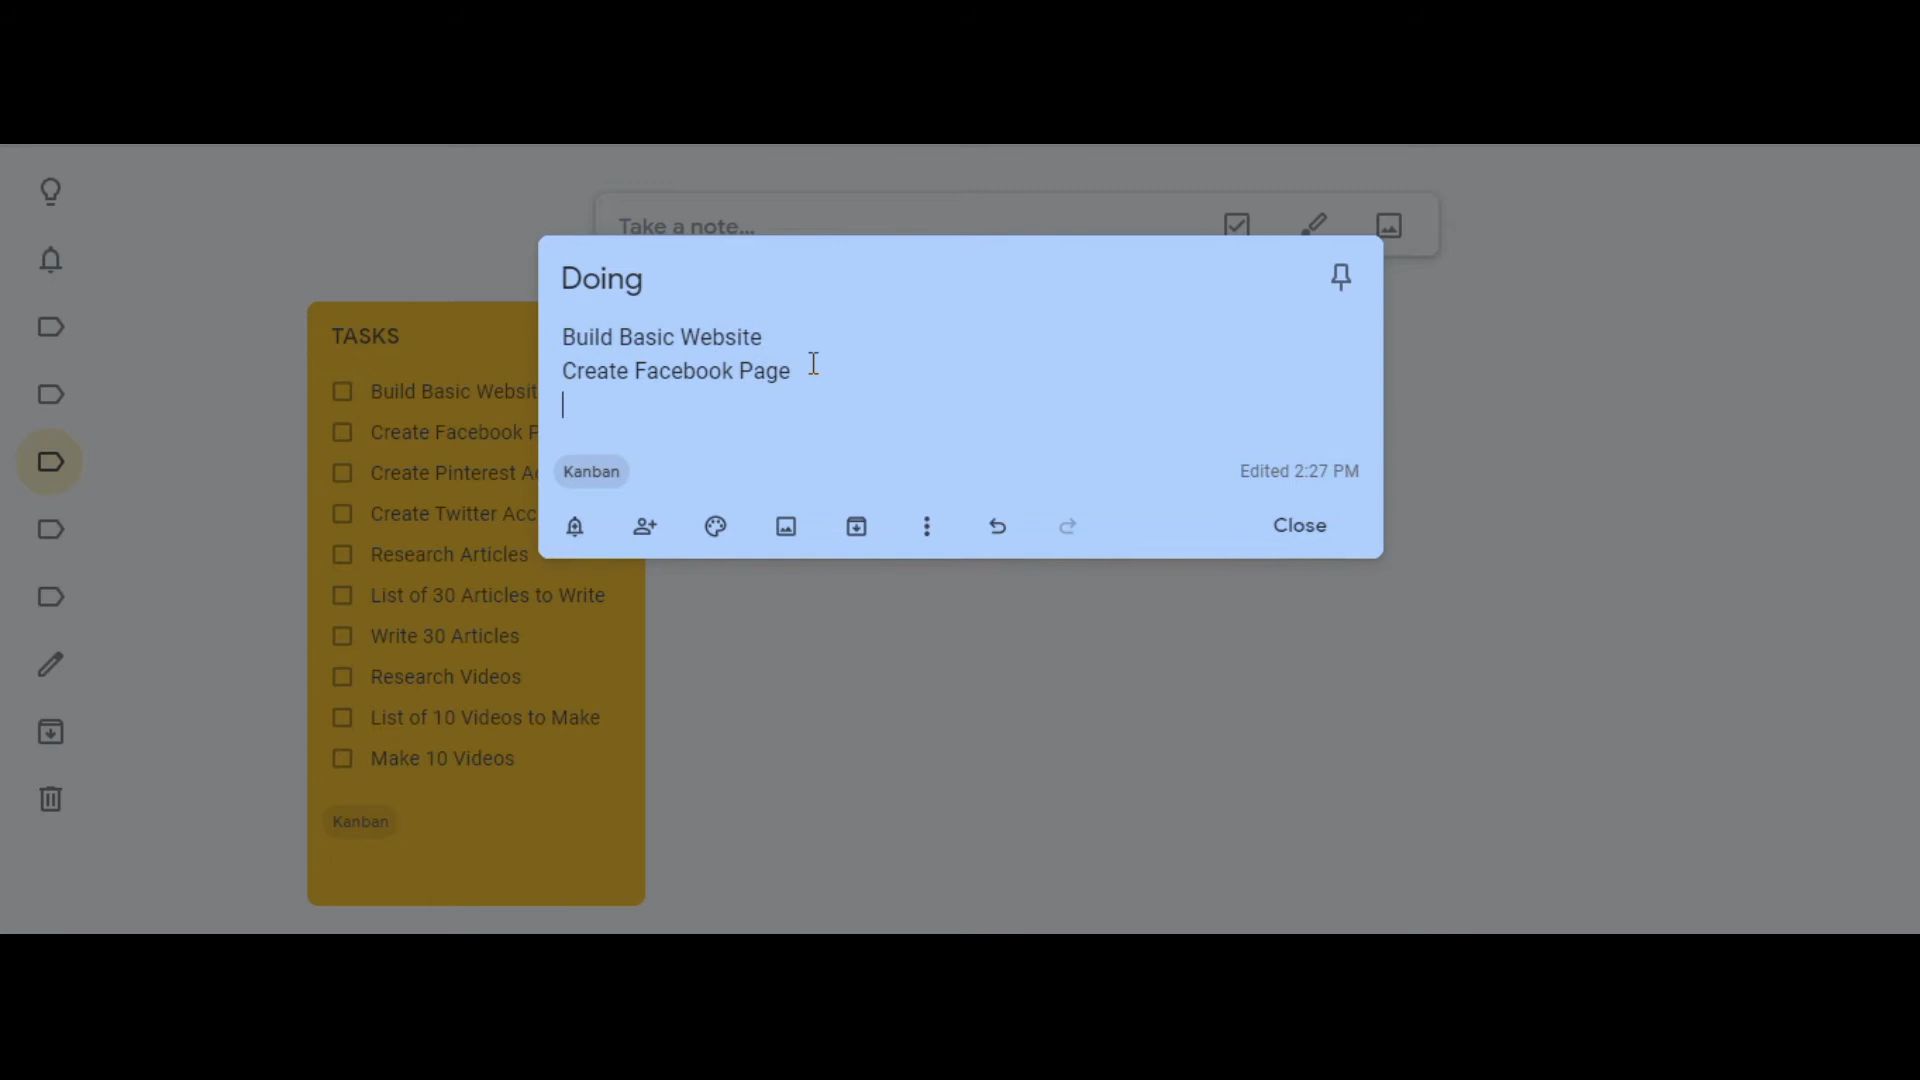 Take a note...
Doing
Build Basic Website
Create Facebook Page
Kanban
Edited 2:27 PM
Close
TASKS
Build Basic Websit
Create Facebook
Create Pinterest
Create Twitter Acc
Research Articles
List of 30 Articles to Write
Write 30 Articles
Research Videos
List of 10 Videos to Make
Make 10 Videos
Kanban